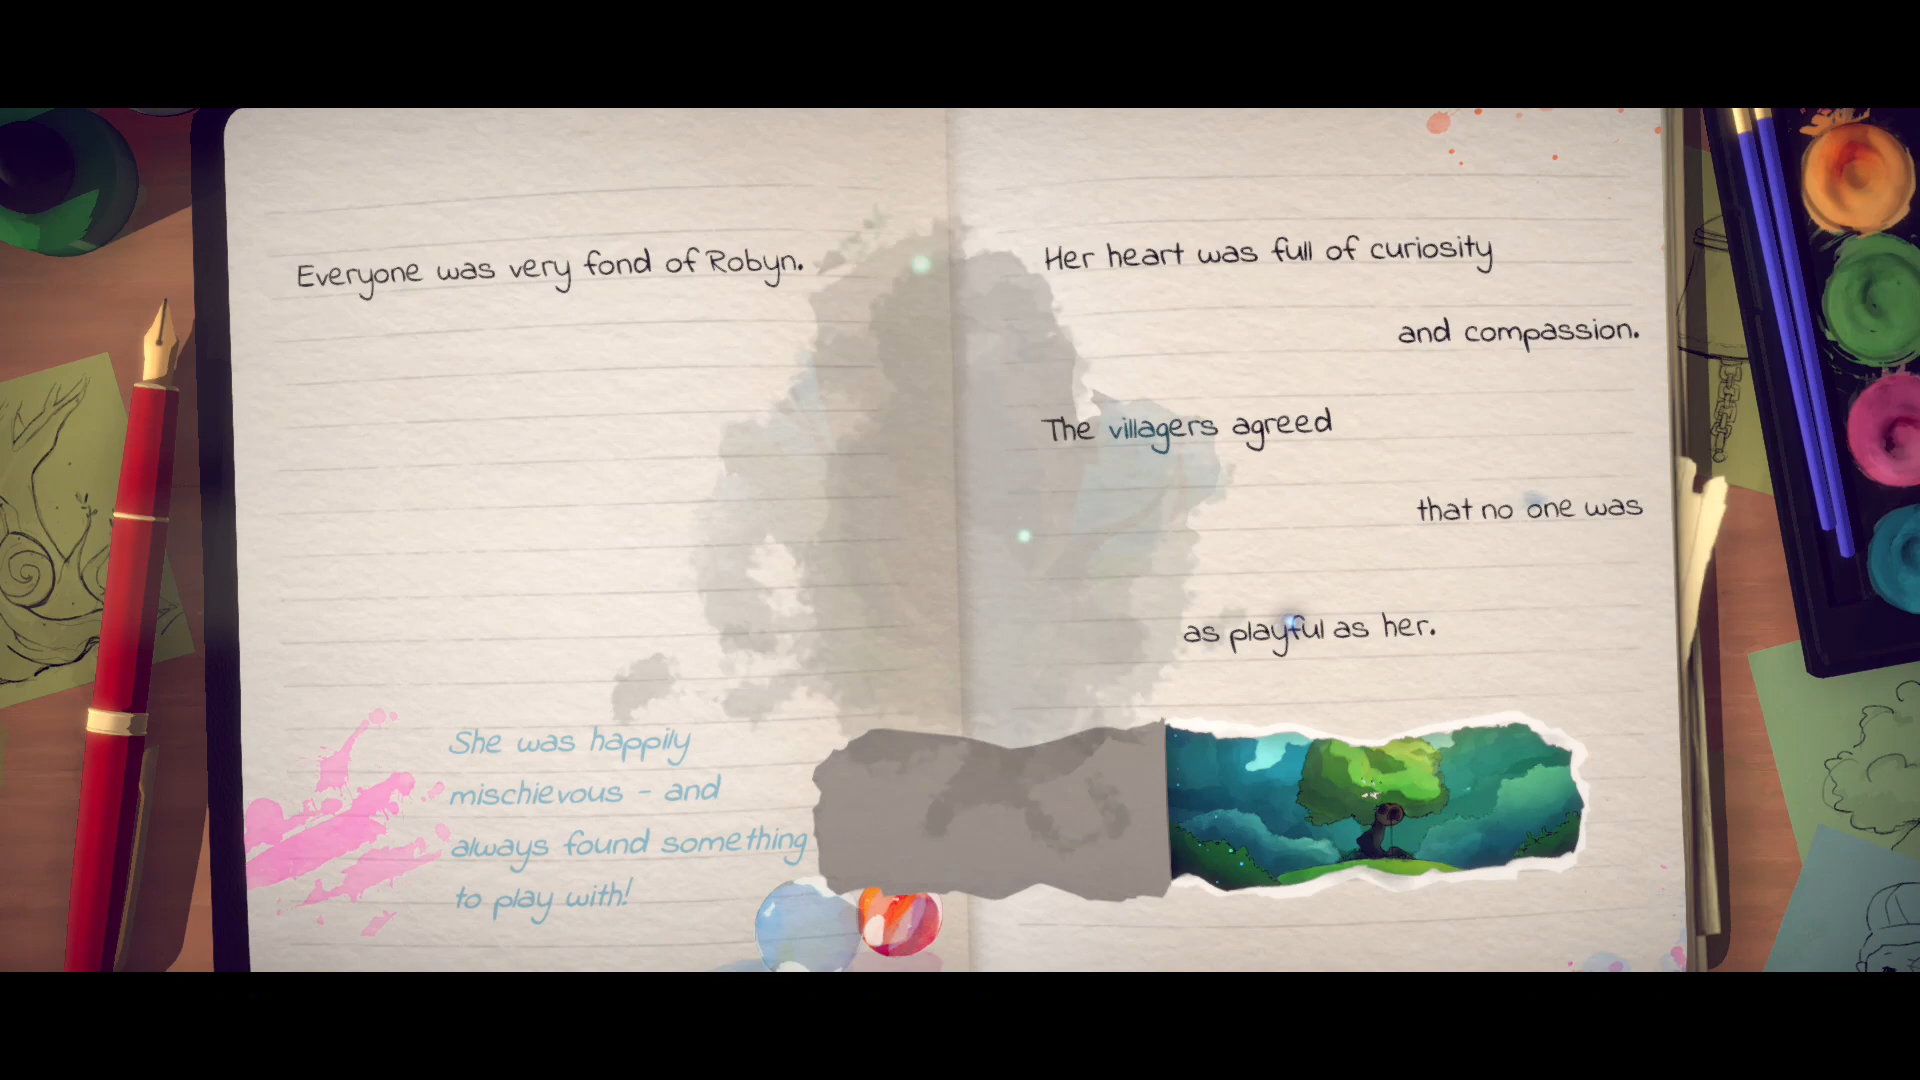 Everyone was very fond of Robyn.
She was happily
mischievous - and
always found something
to play with!
Her heart was full of curiosity
and compassion.
The villagers agreed
that no one was
as playful as her.